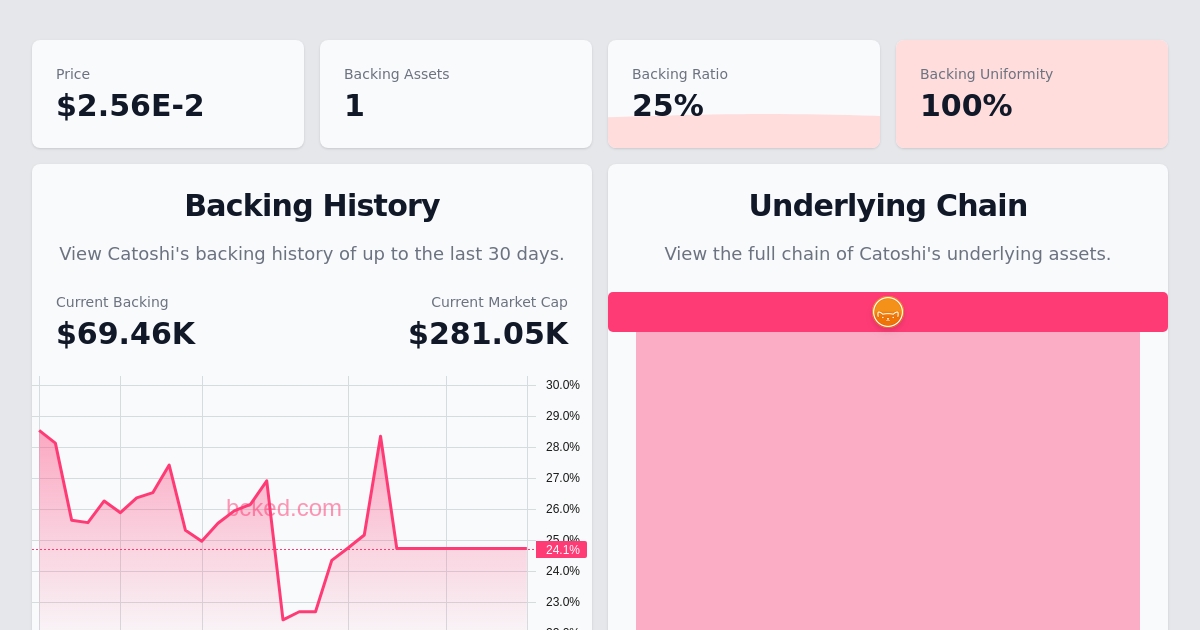 Price
$2.56E-2
Backing Assets
1
Backing Ratio
25%
Backing Uniformity
100%
Backing History
View Catoshi's backing history of up to the last 30 days.
Current Backing
$69.46K
Current Market Cap
$281.05K
30.0%
29.0%
28.0%
27.0%
26.0%
25.0%
24.1%
24.0%
23.0%
bcked.com
Underlying Chain
View the full chain of Catoshi's underlying assets.